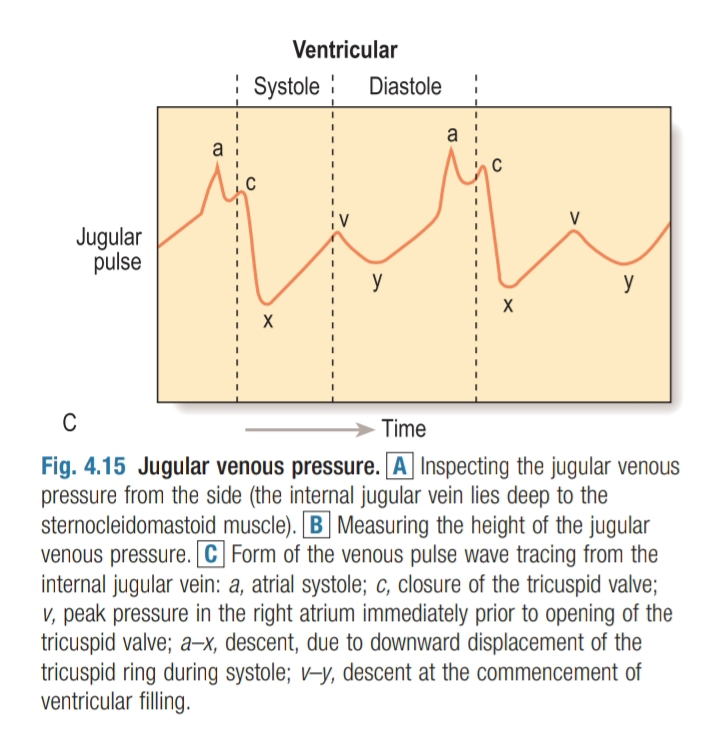 Ventricular
Systole Diastole
a
c
v
y
x
a
c
v
y
x
Jugular
pulse
C
Time
Fig. 4.15 Jugular venous pressure. A Inspecting the jugular venous
pressure from the side (the internal jugular vein lies deep to the
sternocleidomastoid muscle). B Measuring the height of the jugular
venous pressure. C Form of the venous pulse wave tracing from the
internal jugular vein: a, atrial systole; c, closure of the tricuspid valve;
v, peak pressure in the right atrium immediately prior to opening of the
tricuspid valve; a–x, descent, due to downward displacement of the
tricuspid ring during systole; v–y, descent at the commencement of
ventricular filling.